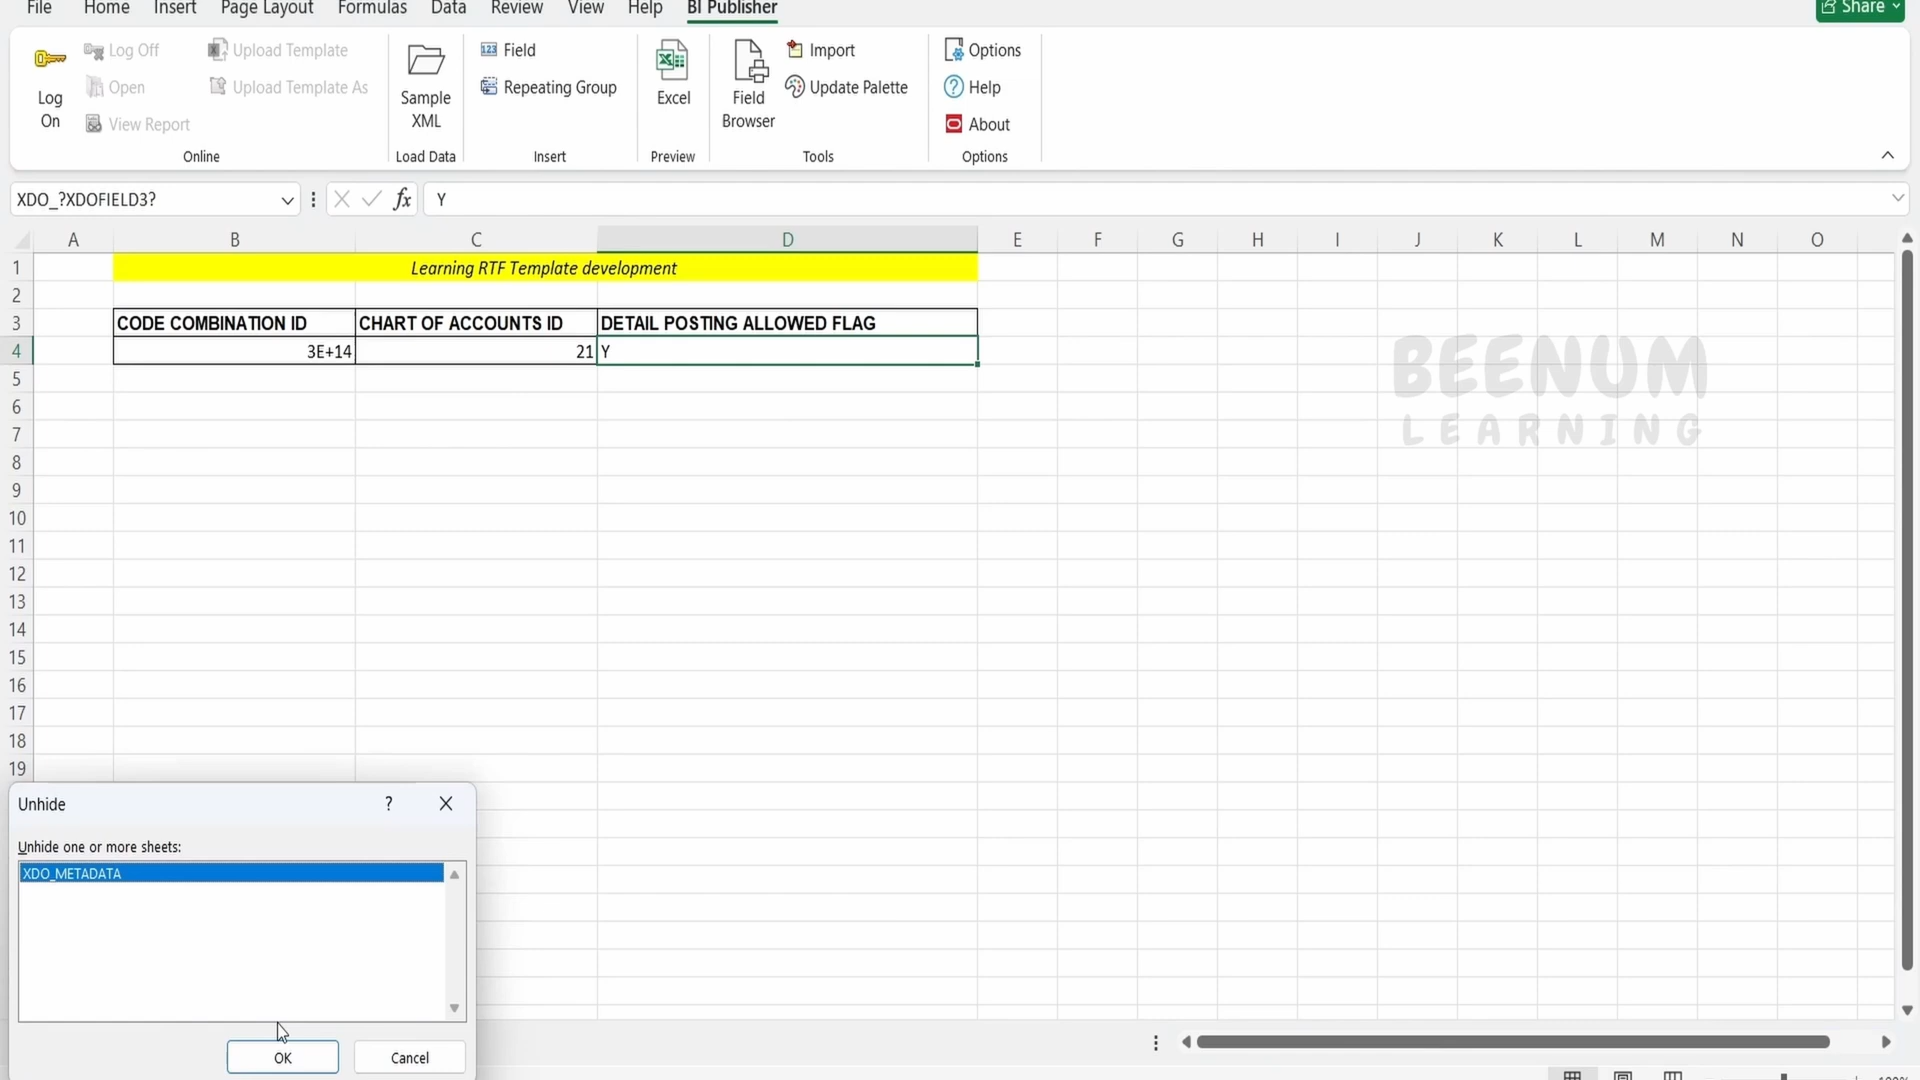 File Home Insert Page Layout Formulas Data Review View Help BI Publisher Share
Log On
Log Off
Open
View Report
Upload Template
Upload Template As
Online
Sample XML
Load Data
Field
Repeating Group
Insert
Excel
Preview
Field Browser
Import
Update Palette
Tools
Options
Help
About
Options
XDO_?XDOFIELD3? fx Y
A B C D E F G H I J K L M N O
1 Learning RTF Template development
2
3 CODE COMBINATION ID CHART OF ACCOUNTS ID DETAIL POSTING ALLOWED FLAG
4 3E+14 21 Y
5
6
7
8
9
10
11
12
13
14
15
16
17
18
19
BEENUM
LEARNING
Unhide ?
Unhide one or more sheets:
XDO_METADATA
OK Cancel